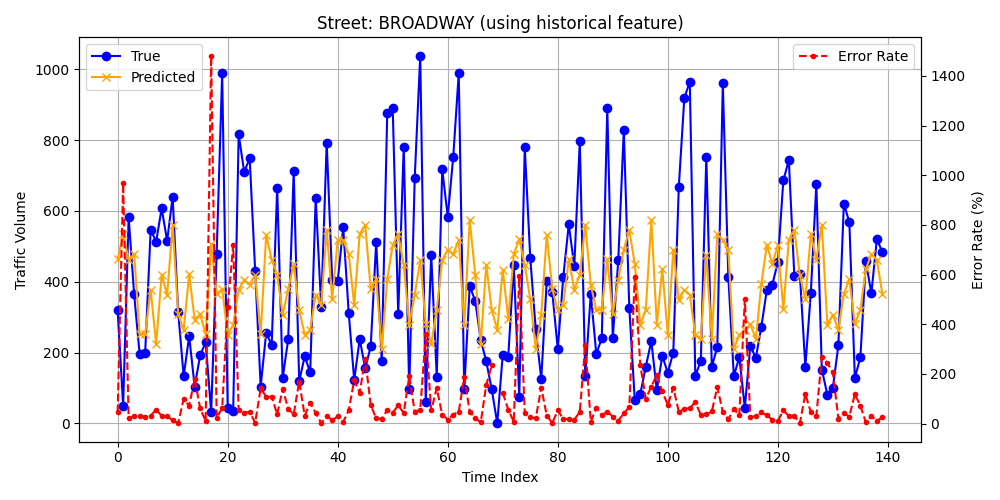 Street: BROADWAY (using historical feature)
True
Predicted
Error Rate
Traffic Volume
1000
800
600
400
200
0
1400
1200
1000
800
600
400
200
0
Error Rate (%)
0 20 40 60 80 100 120 140
Time Index